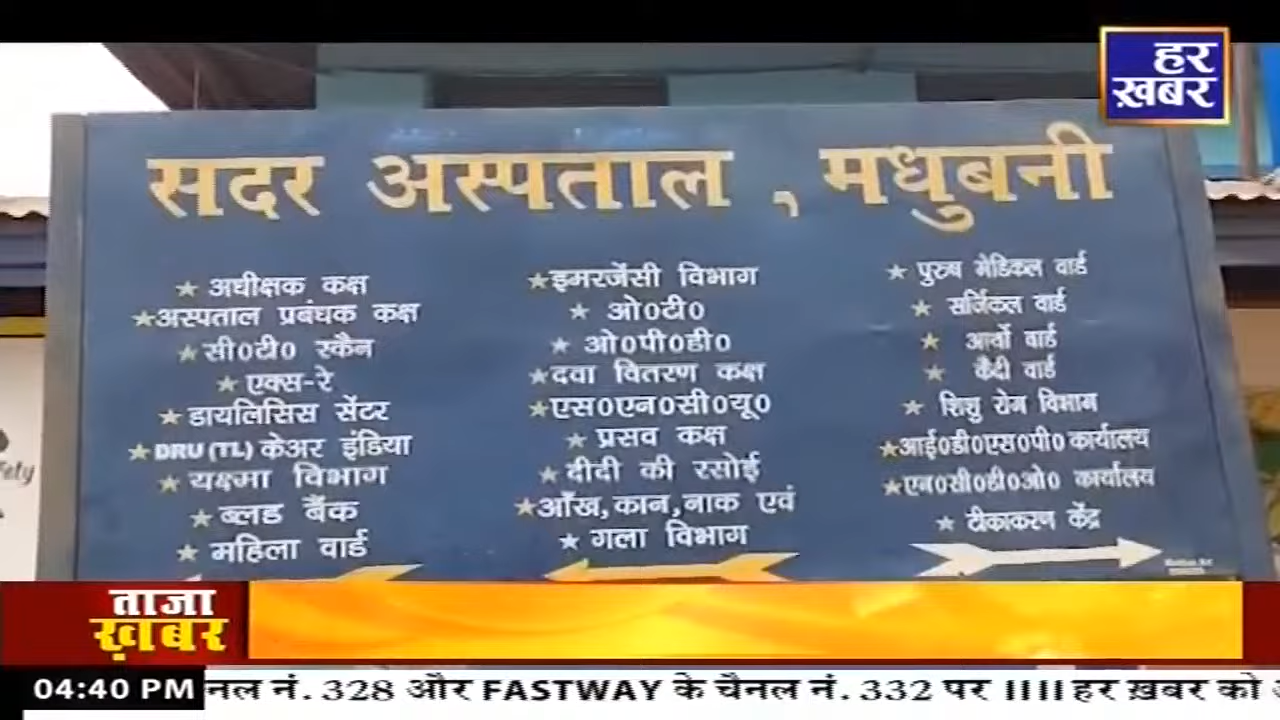 हर
ख़बर
सदर अस्पताल , मधुबनी
★ अधीक्षक कक्ष
★अस्पताल प्रबंधक कक्ष
★सी0टी0 स्कैन
★ एक्स-रे
★ डायलिसिस सेंटर
★DRU (TL) केअर इंडिया
★ यक्ष्मा विभाग
★ ब्लड बैंक
★ महिला वार्ड
★इमरजेंसी विभाग
★ ओ0टी0
★ ओ0पी0डी0
★दवा वितरण कक्ष
★एस0एन0सी0यू0
★ प्रसव कक्ष
★ दीदी की रसोई
★आँख,कान,नाक एवं
★ गला विभाग
★ पुरुष मेडिकल वार्ड
★ सर्जिकल वार्ड
★ वार्ड
★ कैदी वार्ड
★ शिशु रोग विभाग
★आई0डी0एस0पी0 कार्यालय
★एन0सी0डी0ओ0 कार्यालय
★ टीकाकरण केंद्र
ताजा
ख़बर
04:40 PM
नल नं. 328 और FASTWAY के चैनल नं. 332 पर IIII हर ख़बर को